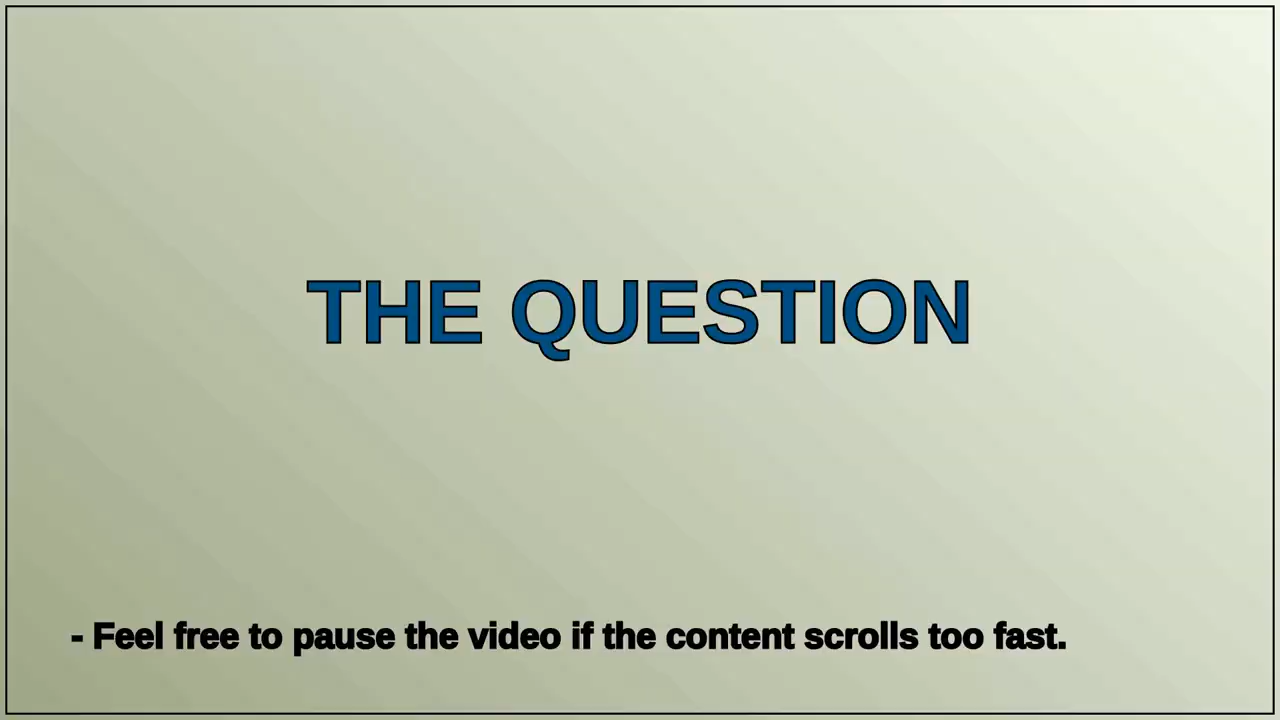 THE QUESTION
- Feel free to pause the video if the content scrolls too fast.